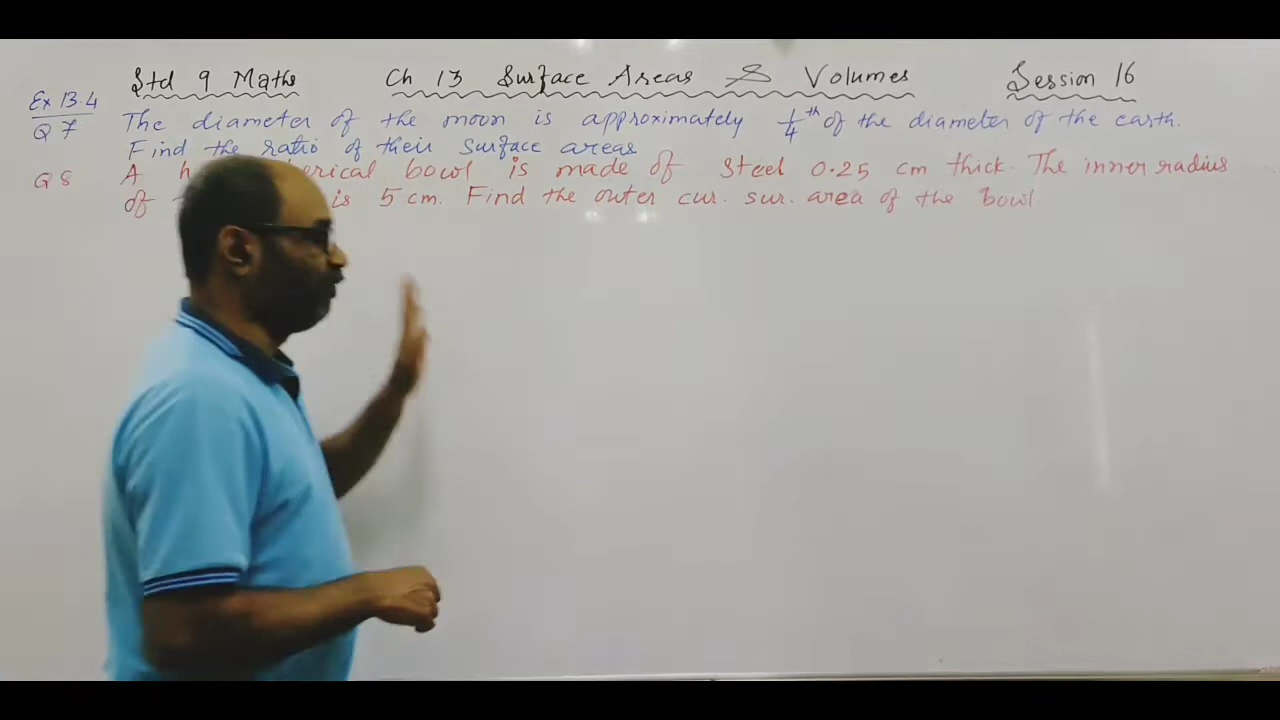 Std 9 Maths Ch 13 Surface Areas & Volumes Session 16
Ex 13.4
Q 7 The diameter of the moon is approximately 1/4 th of the diameter of the earth.
Find the ratio of their surface areas
Q 8 A bowl is made of steel 0.25 cm thick. The inner radius
of is 5 cm. Find the outer cur. sur. area of the bowl.